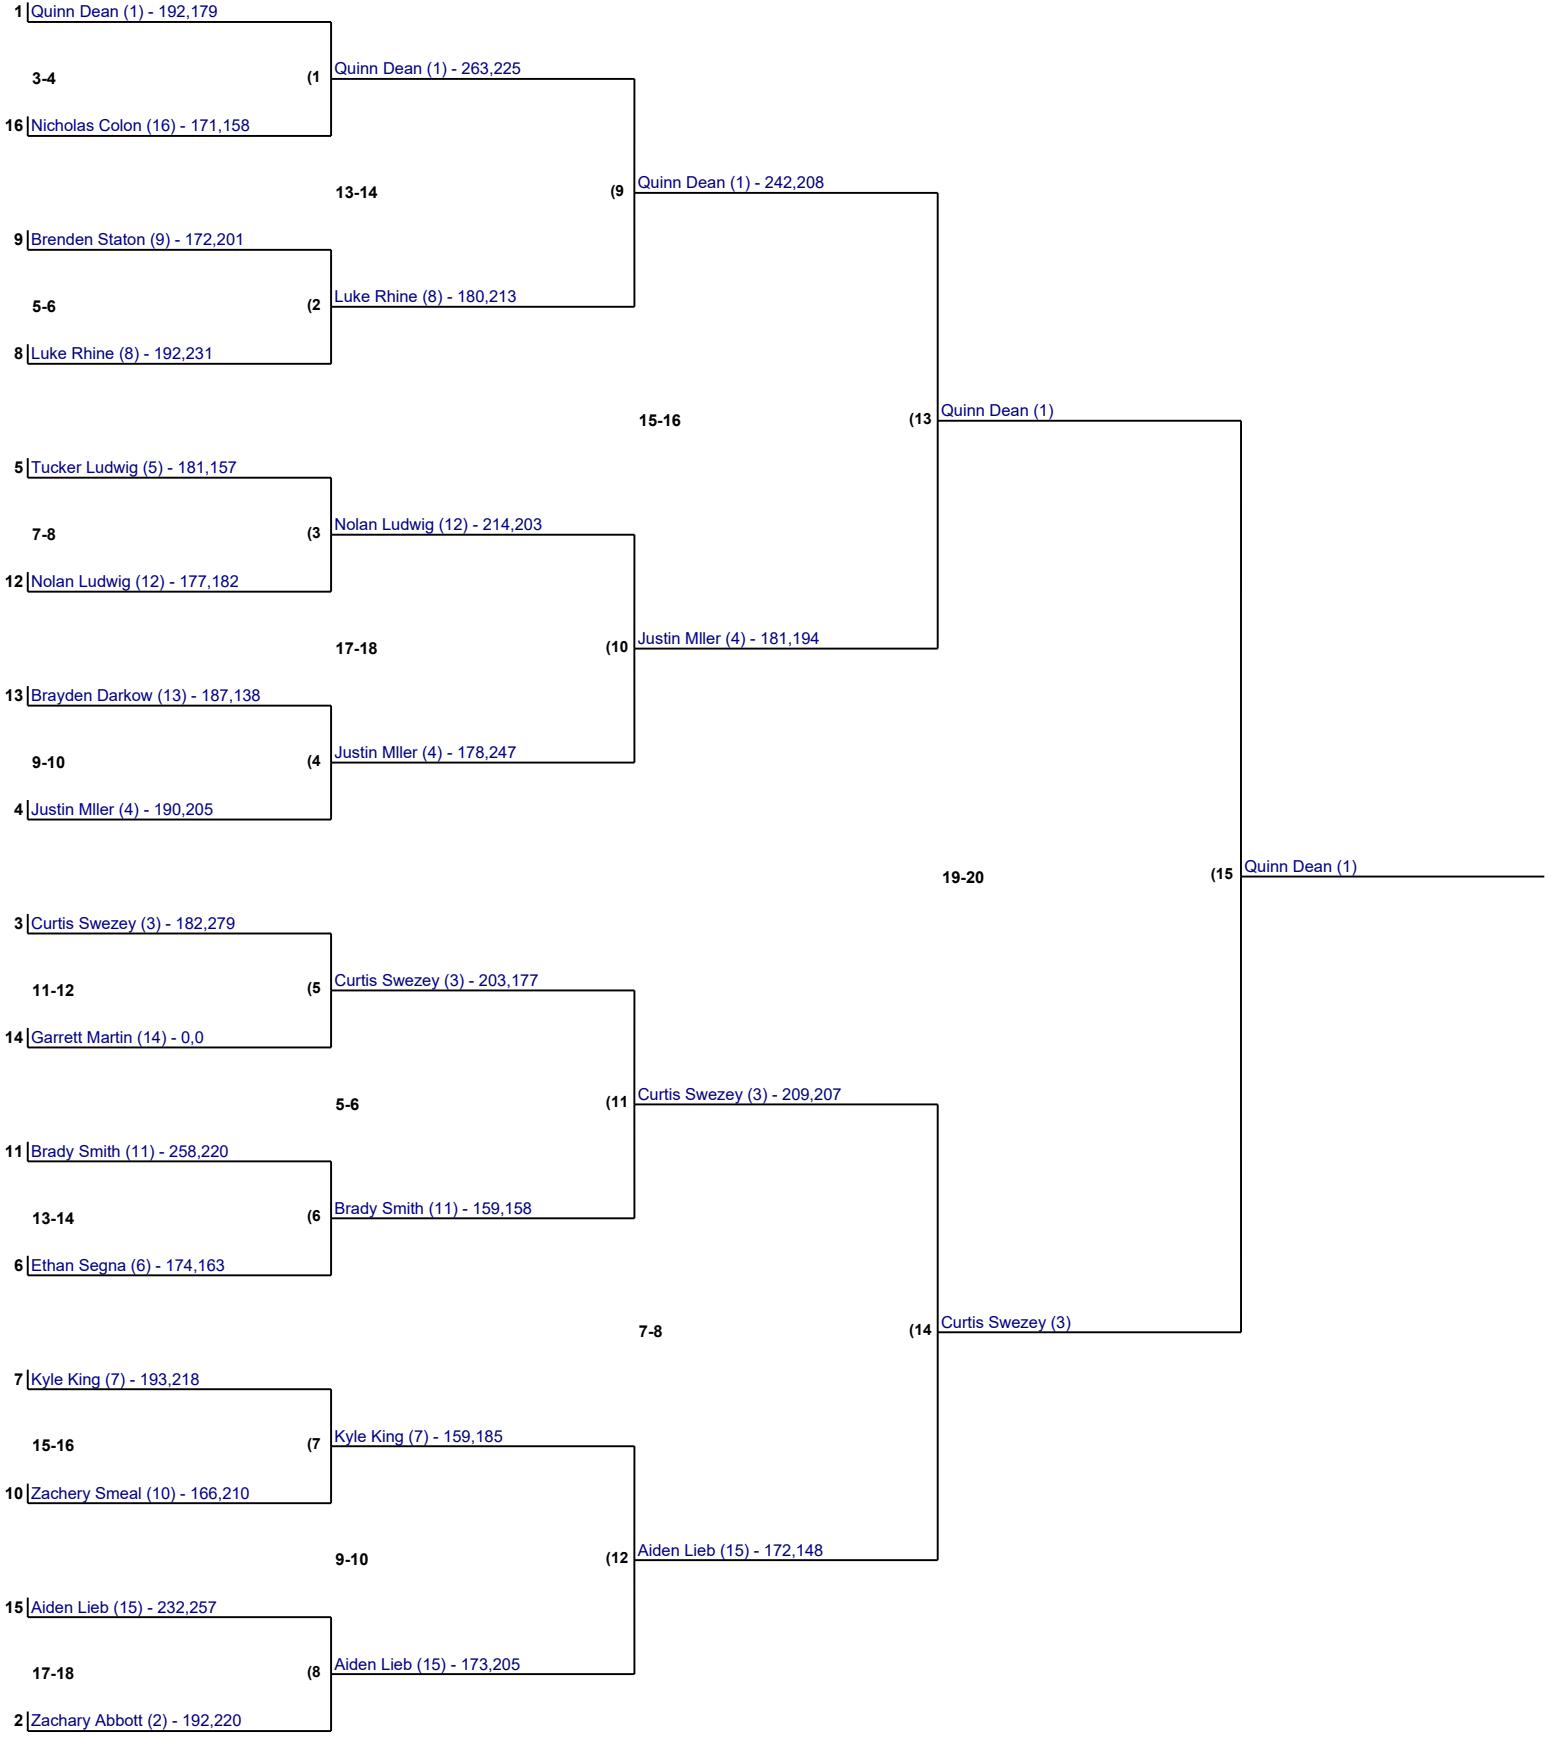 1 Quinn Dean (1) - 192,179
Quinn Dean (1) - 263,225
3-4 (1
16 Nicholas Colon (16) - 171,158
Quinn Dean (1) - 242,208
13-14 (9
9 Brenden Staton (9) - 172,201
Luke Rhine (8) - 180,213
5-6 (2
8 Luke Rhine (8) - 192,231
Quinn Dean (1)
15-16 (13
5 Tucker Ludwig (5) - 181,157
Nolan Ludwig (12) - 214,203
7-8 (3
12 Nolan Ludwig (12) - 177,182
Justin Mller (4) - 181,194
17-18 (10
13 Brayden Darkow (13) - 187,138
Justin Mller (4) - 178,247
9-10 (4
4 Justin Mller (4) - 190,205
Quinn Dean (1)
19-20 (15
3 Curtis Swezey (3) - 182,279
Curtis Swezey (3) - 203,177
11-12 (5
14 Garrett Martin (14) - 0,0
Curtis Swezey (3) - 209,207
5-6 (11
11 Brady Smith (11) - 258,220
Brady Smith (11) - 159,158
13-14 (6
6 Ethan Segna (6) - 174,163
Curtis Swezey (3)
7-8 (14
7 Kyle King (7) - 193,218
Kyle King (7) - 159,185
15-16 (7
10 Zachery Smeal (10) - 166,210
Aiden Lieb (15) - 172,148
9-10 (12
15 Aiden Lieb (15) - 232,257
Aiden Lieb (15) - 173,205
17-18 (8
2 Zachary Abbott (2) - 192,220